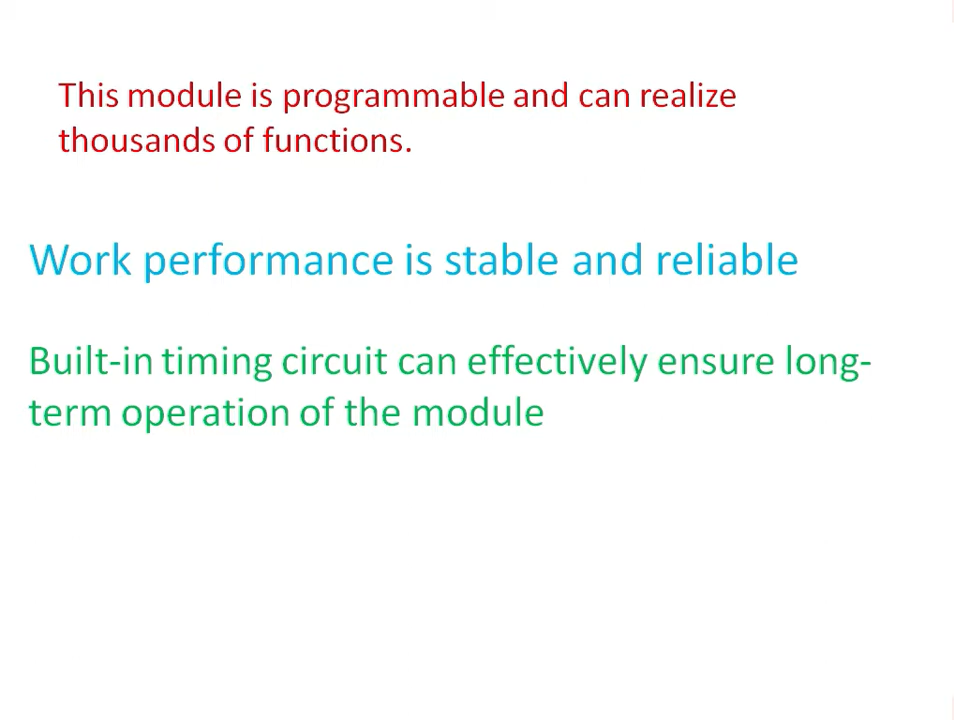 This module is programmable and can realize
thousands of functions.
Work performance is stable and reliable
Built-in timing circuit can effectively ensure long-
term operation of the module